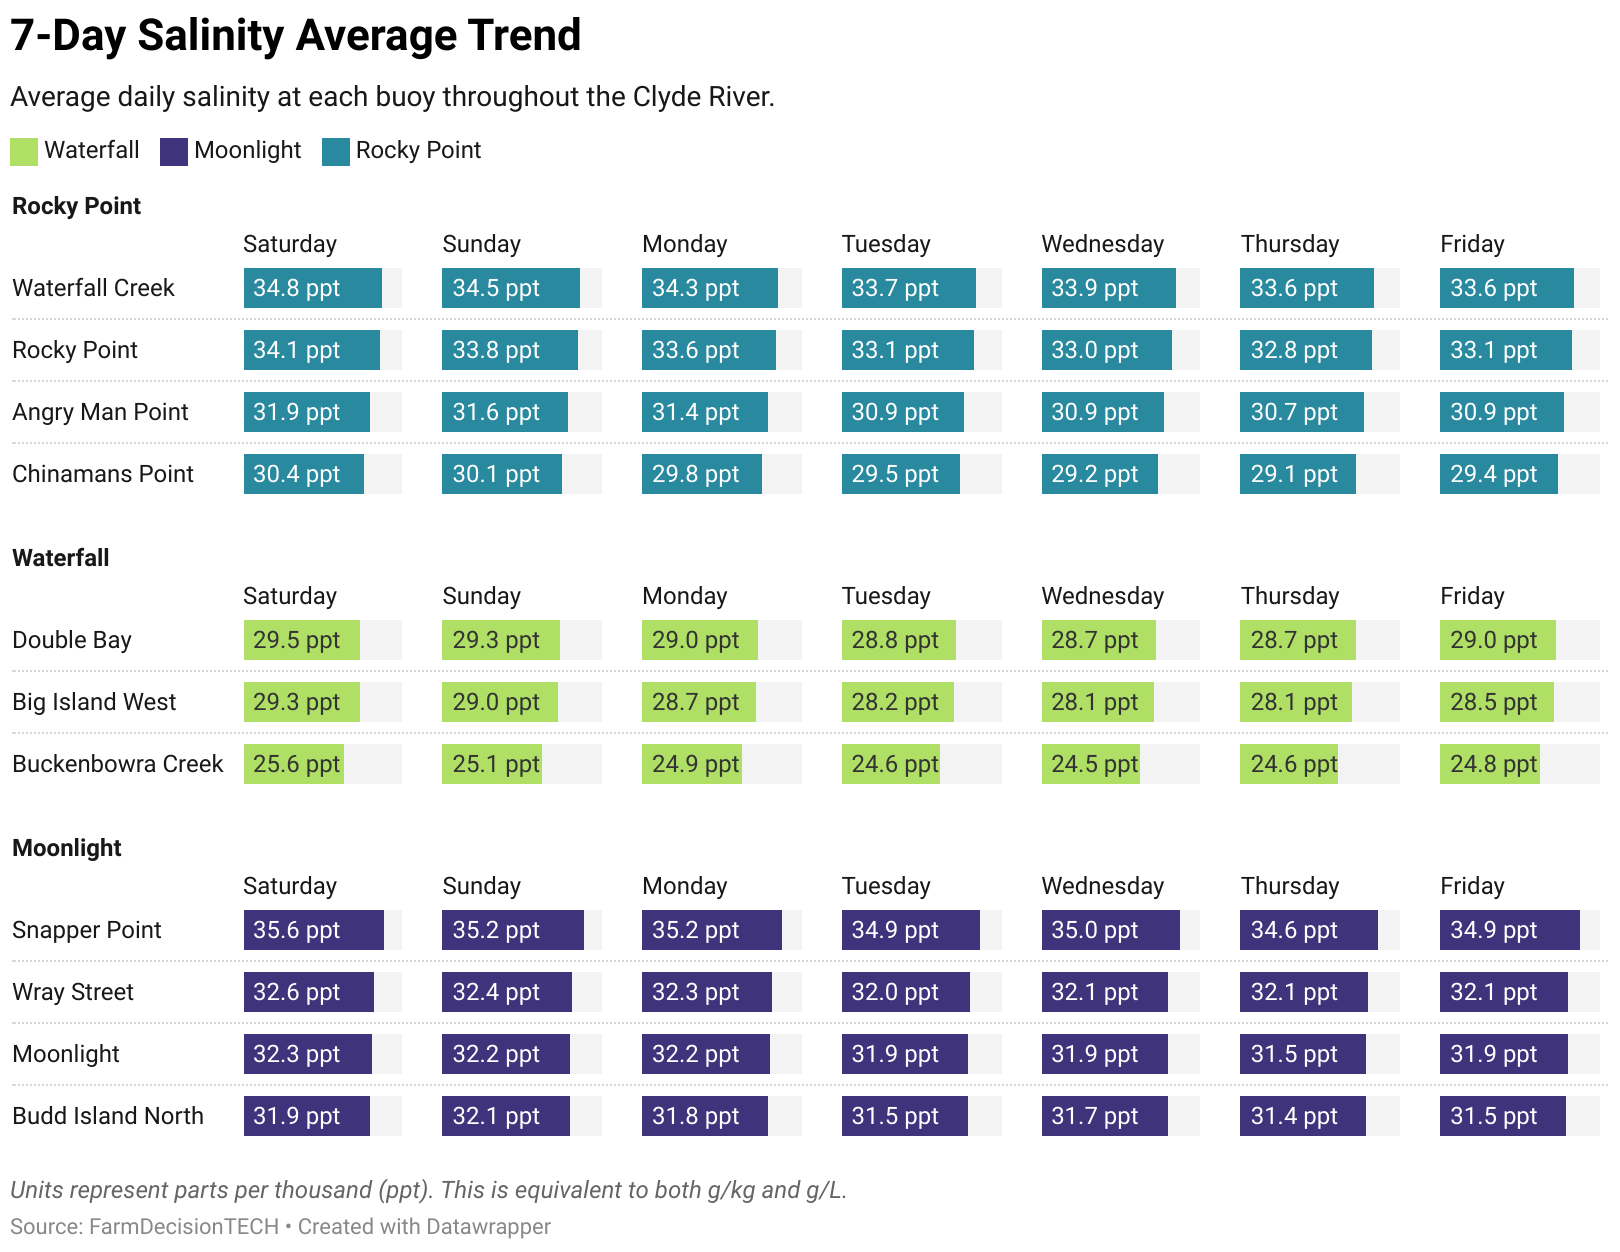 7-Day Salinity Average Trend
Average daily salinity at each buoy throughout the Clyde River.
Waterfall Moonlight Rocky Point
Rocky Point
Saturday Sunday Monday Tuesday Wednesday Thursday Friday
Waterfall Creek 34.8 ppt 34.5 ppt 34.3 ppt 33.7 ppt 33.9 ppt 33.6 ppt 33.6 ppt
Rocky Point 34.1 ppt 33.8 ppt 33.6 ppt 33.1 ppt 33.0 ppt 32.8 ppt 33.1 ppt
Angry Man Point 31.9 ppt 31.6 ppt 31.4 ppt 30.9 ppt 30.9 ppt 30.7 ppt 30.9 ppt
Chinamans Point 30.4 ppt 30.1 ppt 29.8 ppt 29.5 ppt 29.2 ppt 29.1 ppt 29.4 ppt
Waterfall
Saturday Sunday Monday Tuesday Wednesday Thursday Friday
Double Bay 29.5 ppt 29.3 ppt 29.0 ppt 28.8 ppt 28.7 ppt 28.7 ppt 29.0 ppt
Big Island West 29.3 ppt 29.0 ppt 28.7 ppt 28.2 ppt 28.1 ppt 28.1 ppt 28.5 ppt
Buckenbowra Creek 25.6 ppt 25.1 ppt 24.9 ppt 24.6 ppt 24.5 ppt 24.6 ppt 24.8 ppt
Moonlight
Saturday Sunday Monday Tuesday Wednesday Thursday Friday
Snapper Point 35.6 ppt 35.2 ppt 35.2 ppt 34.9 ppt 35.0 ppt 34.6 ppt 34.9 ppt
Wray Street 32.6 ppt 32.4 ppt 32.3 ppt 32.0 ppt 32.1 ppt 32.1 ppt 32.1 ppt
Moonlight 32.3 ppt 32.2 ppt 32.2 ppt 31.9 ppt 31.9 ppt 31.5 ppt 31.9 ppt
Budd Island North 31.9 ppt 32.1 ppt 31.8 ppt 31.5 ppt 31.7 ppt 31.4 ppt 31.5 ppt
Units represent parts per thousand (ppt). This is equivalent to both g/kg and g/L.
Source: FarmDecisionTECH • Created with Datawrapper